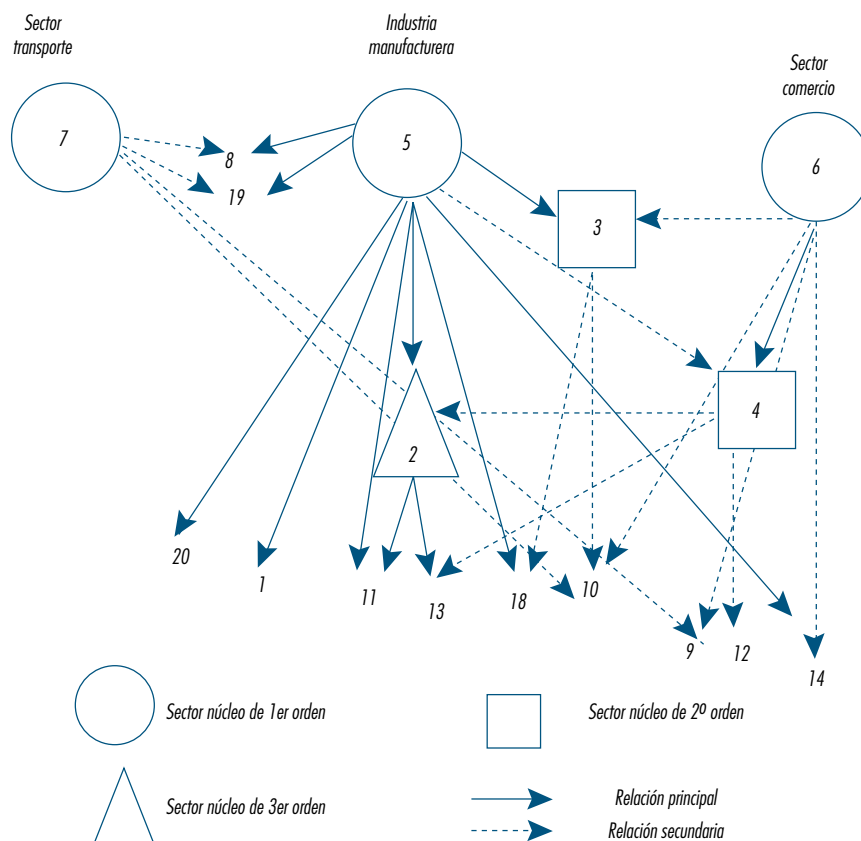 Sector
transporte
Industria
manufacturera
Sector
comercio
7
5
6
8
19
3
4
2
20
1
11
13
18
10
9
12
14
Sector núcleo de 1er orden
Sector núcleo de 2º orden
Sector núcleo de 3er orden
Relación principal
Relación secundaria